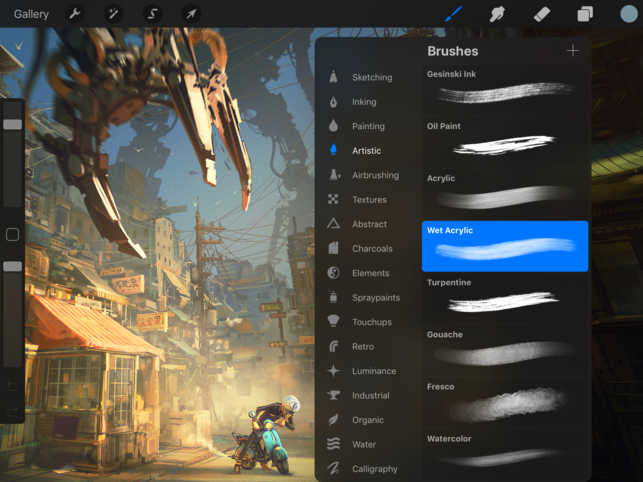 Gallery
Brushes
Sketching
Inking
Painting
Artistic
Airbrushing
Textures
Abstract
Charcoals
Elements
Spraypaints
Touchups
Retro
Luminance
Industrial
Organic
Water
Calligraphy
Gesinski Ink
Oil Paint
Acrylic
Wet Acrylic
Turpentine
Gouache
Fresco
Watercolor